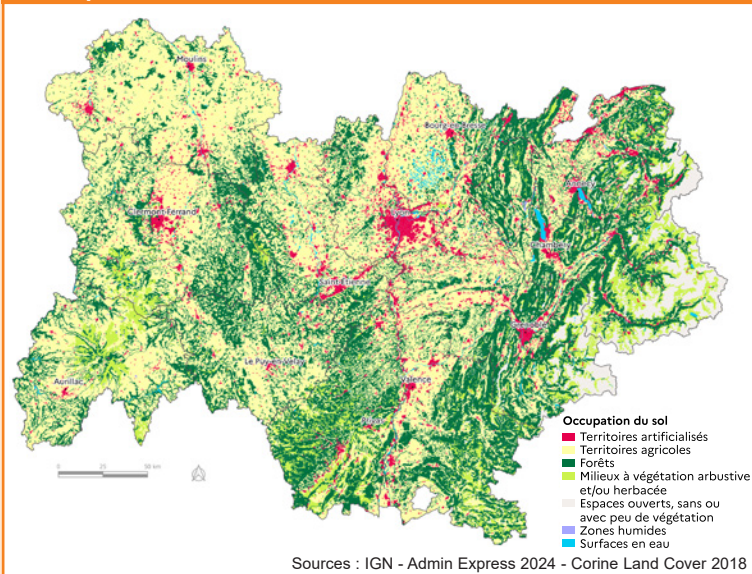 Moulins
Bourg-en-Bresse
Annecy
Clermont-Ferrand
Lyon
Chambéry
Saint-Etienne
Grenoble
Le Puy-en-Velay
Aurillac
Valence
Privas
0 25 50 km
Occupation du sol
Territoires artificialisés
Territoires agricoles
Forêts
Milieux à végétation arbustive
et/ou herbacée
Espaces ouverts, sans ou
avec peu de végétation
Zones humides
Surfaces en eau
Sources : IGN - Admin Express 2024 - Corine Land Cover 2018